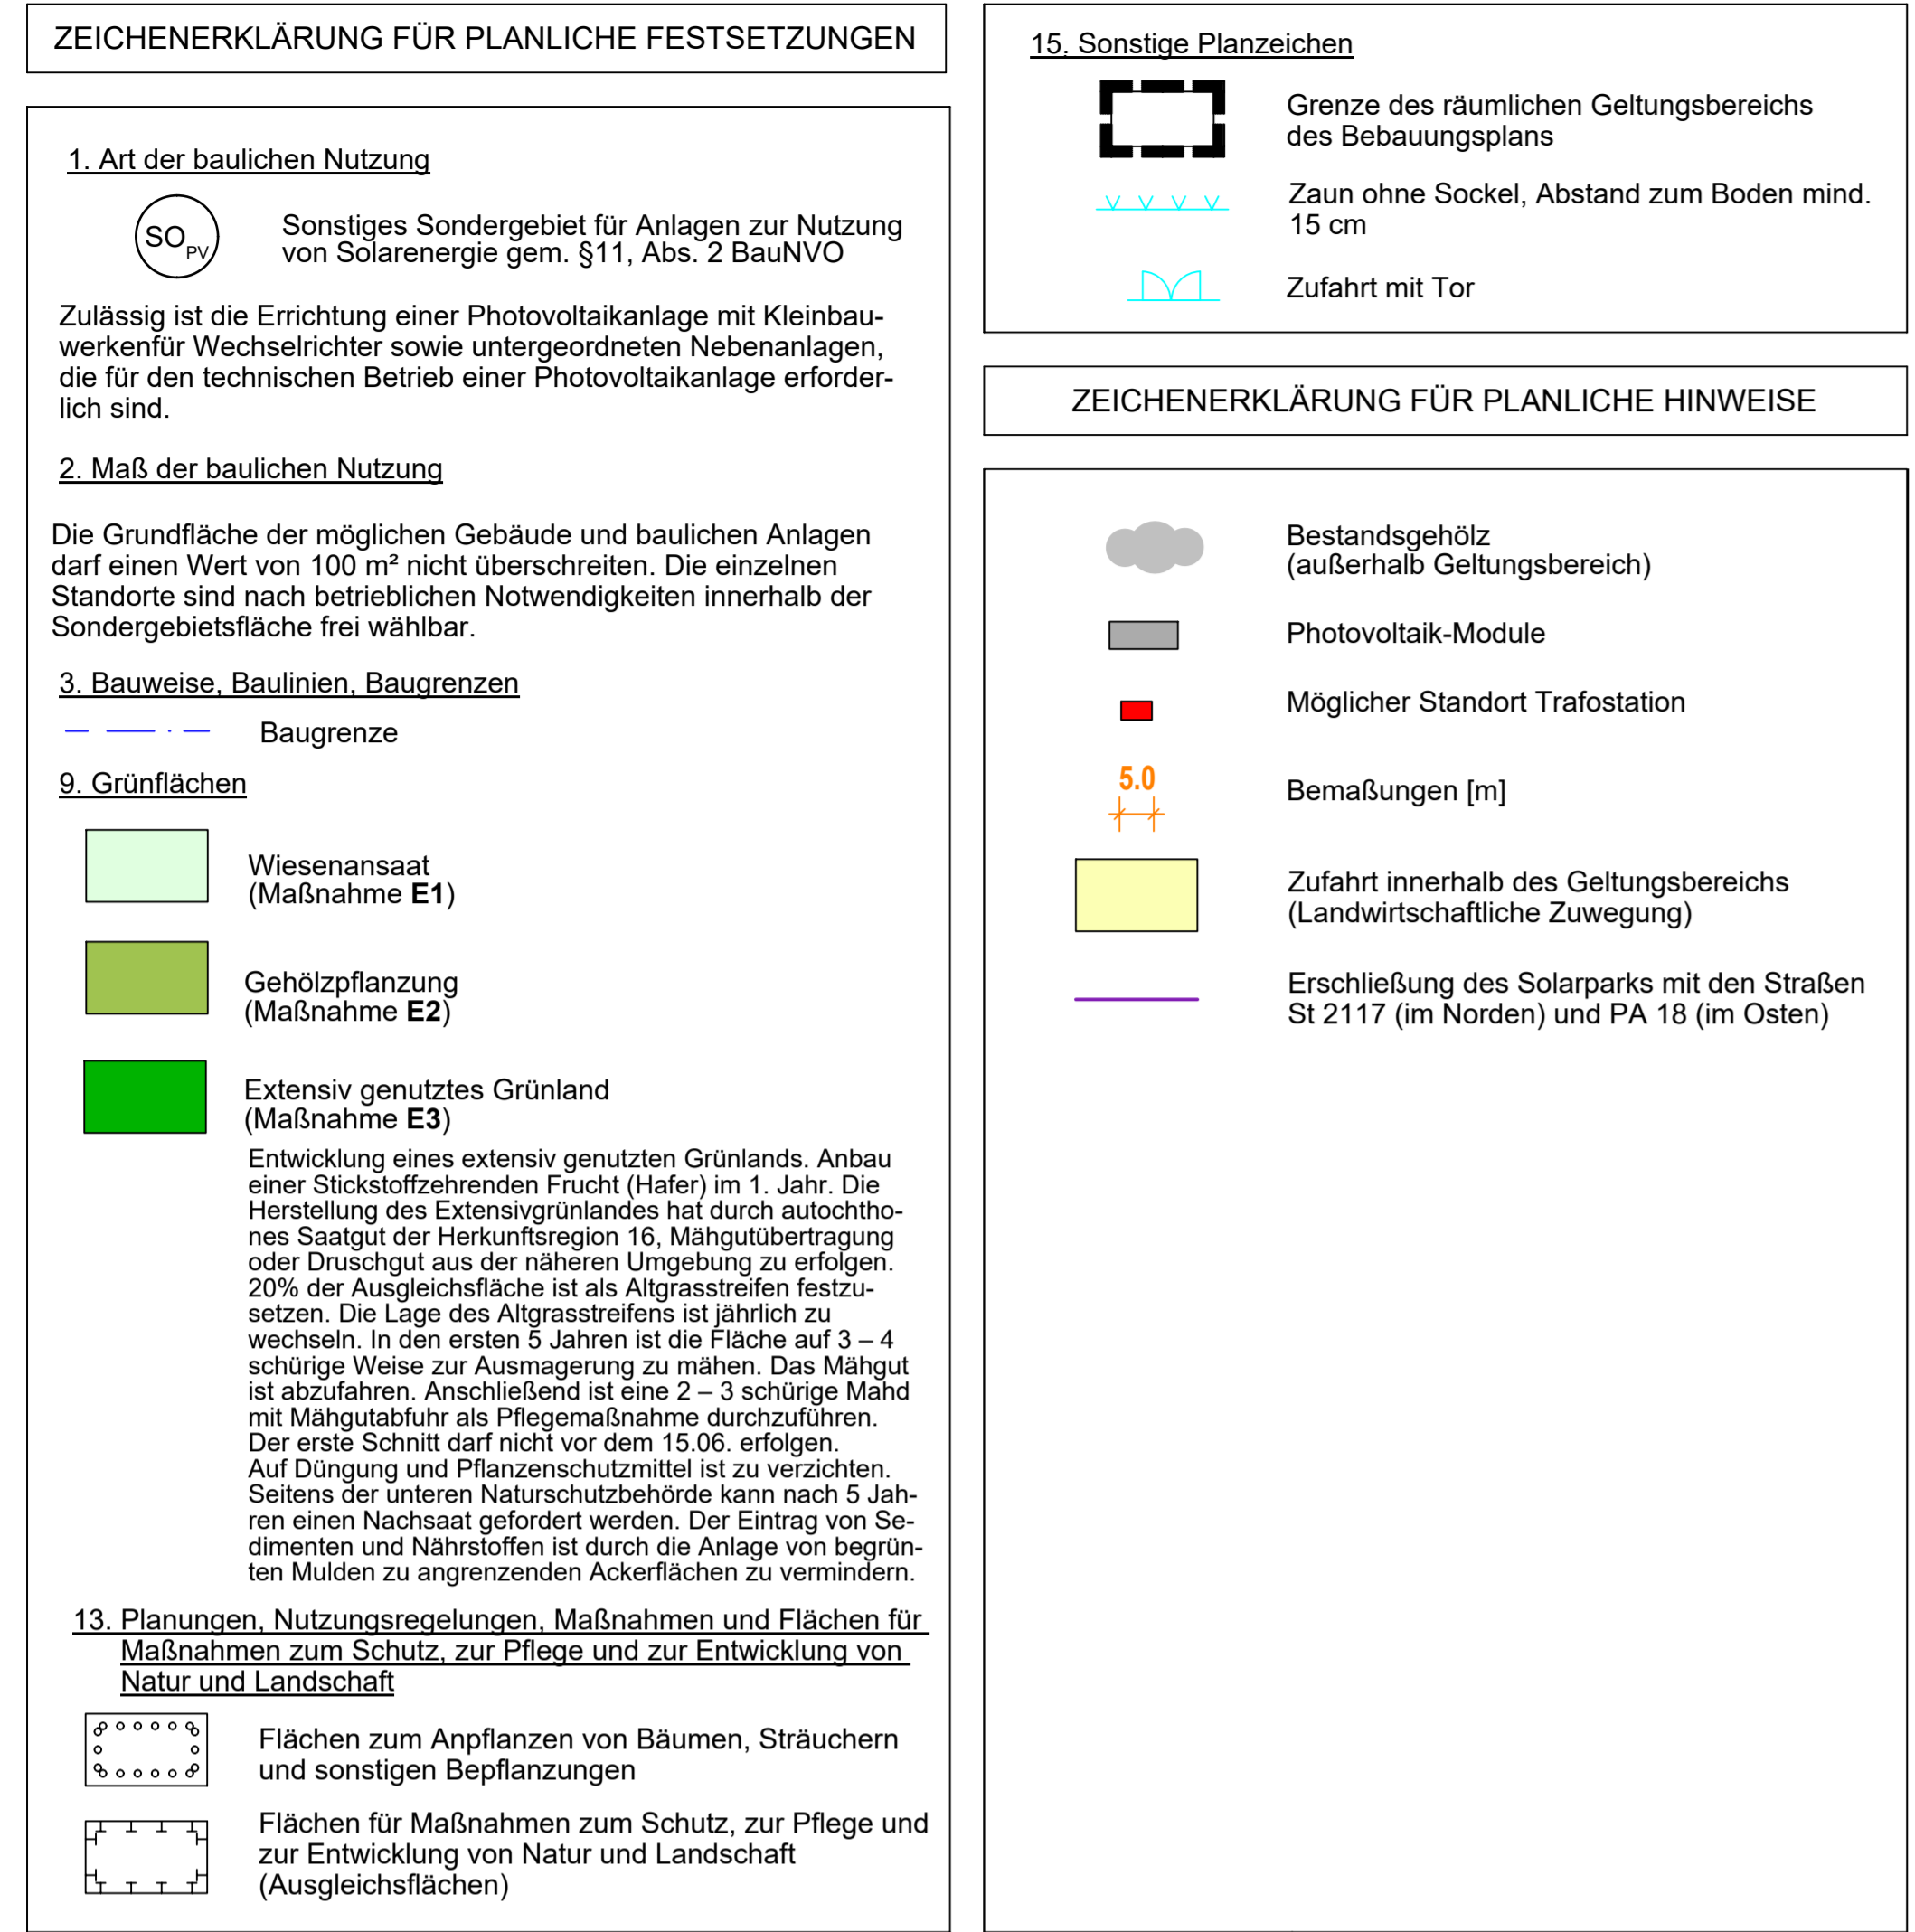 ZEICHENERKLÄRUNG FÜR PLANLICHE FESTSETZUNGEN
1. Art der baulichen Nutzung
SO PV
Sonstiges Sondergebiet für Anlagen zur Nutzung
von Solarenergie gem. §11, Abs. 2 BauNVO
Zulässig ist die Errichtung einer Photovoltaikanlage mit Kleinbau-
werkenfür Wechselrichter sowie untergeordneten Nebenanlagen,
die für den technischen Betrieb einer Photovoltaikanlage erforder-
lich sind.
2. Maß der baulichen Nutzung
Die Grundfläche der möglichen Gebäude und baulichen Anlagen
darf einen Wert von 100 m² nicht überschreiten. Die einzelnen
Standorte sind nach betrieblichen Notwendigkeiten innerhalb der
Sondergebietsfläche frei wählbar.
3. Bauweise, Baulinien, Baugrenzen
Baugrenze
9. Grünflächen
Wiesenansaat
(Maßnahme E1)
Gehölzpflanzung
(Maßnahme E2)
Extensiv genutztes Grünland
(Maßnahme E3)
Entwicklung eines extensiv genutzten Grünlands. Anbau
einer Stickstoffzehrenden Frucht (Hafer) im 1. Jahr. Die
Herstellung des Extensivgrünlandes hat durch autochtho-
nes Saatgut der Herkunftsregion 16, Mähgutübertragung
oder Druschgut aus der näheren Umgebung zu erfolgen.
20% der Ausgleichsfläche ist als Altgrasstreifen festzu-
setzen. Die Lage des Altgrasstreifens ist jährlich zu
wechseln. In den ersten 5 Jahren ist die Fläche auf 3 – 4
schürige Weise zur Ausmagerung zu mähen. Das Mähgut
ist abzufahren. Anschließend ist eine 2 – 3 schürige Mahd
mit Mähgutabfuhr als Pflegemaßnahme durchzuführen.
Der erste Schnitt darf nicht vor dem 15.06. erfolgen.
Auf Düngung und Pflanzenschutzmittel ist zu verzichten.
Seitens der unteren Naturschutzbehörde kann nach 5 Jah-
ren einen Nachsaat gefordert werden. Der Eintrag von Se-
dimenten und Nährstoffen ist durch die Anlage von begrün-
ten Mulden zu angrenzenden Ackerflächen zu vermindern.
13. Planungen, Nutzungsregelungen, Maßnahmen und Flächen für
Maßnahmen zum Schutz, zur Pflege und zur Entwicklung von
Natur und Landschaft
Flächen zum Anpflanzen von Bäumen, Sträuchern
und sonstigen Bepflanzungen
Flächen für Maßnahmen zum Schutz, zur Pflege und
zur Entwicklung von Natur und Landschaft
(Ausgleichsflächen)
15. Sonstige Planzeichen
Grenze des räumlichen Geltungsbereichs
des Bebauungsplans
Zaun ohne Sockel, Abstand zum Boden mind.
15 cm
Zufahrt mit Tor
ZEICHENERKLÄRUNG FÜR PLANLICHE HINWEISE
Bestandsgehölz
(außerhalb Geltungsbereich)
Photovoltaik-Module
Möglicher Standort Trafostation
5.0
Bemaßungen [m]
Zufahrt innerhalb des Geltungsbereichs
(Landwirtschaftliche Zuwegung)
Erschließung des Solarparks mit den Straßen
St 2117 (im Norden) und PA 18 (im Osten)